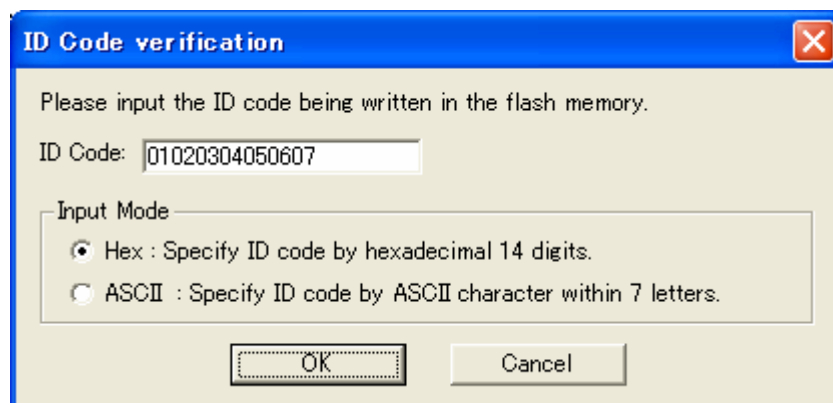 ID Code verification
Please input the ID code being written in the flash memory.
ID Code: 01020304050607
Input Mode
Hex : Specify ID code by hexadecimal 14 digits.
ASCII : Specify ID code by ASCII character within 7 letters.
OK Cancel